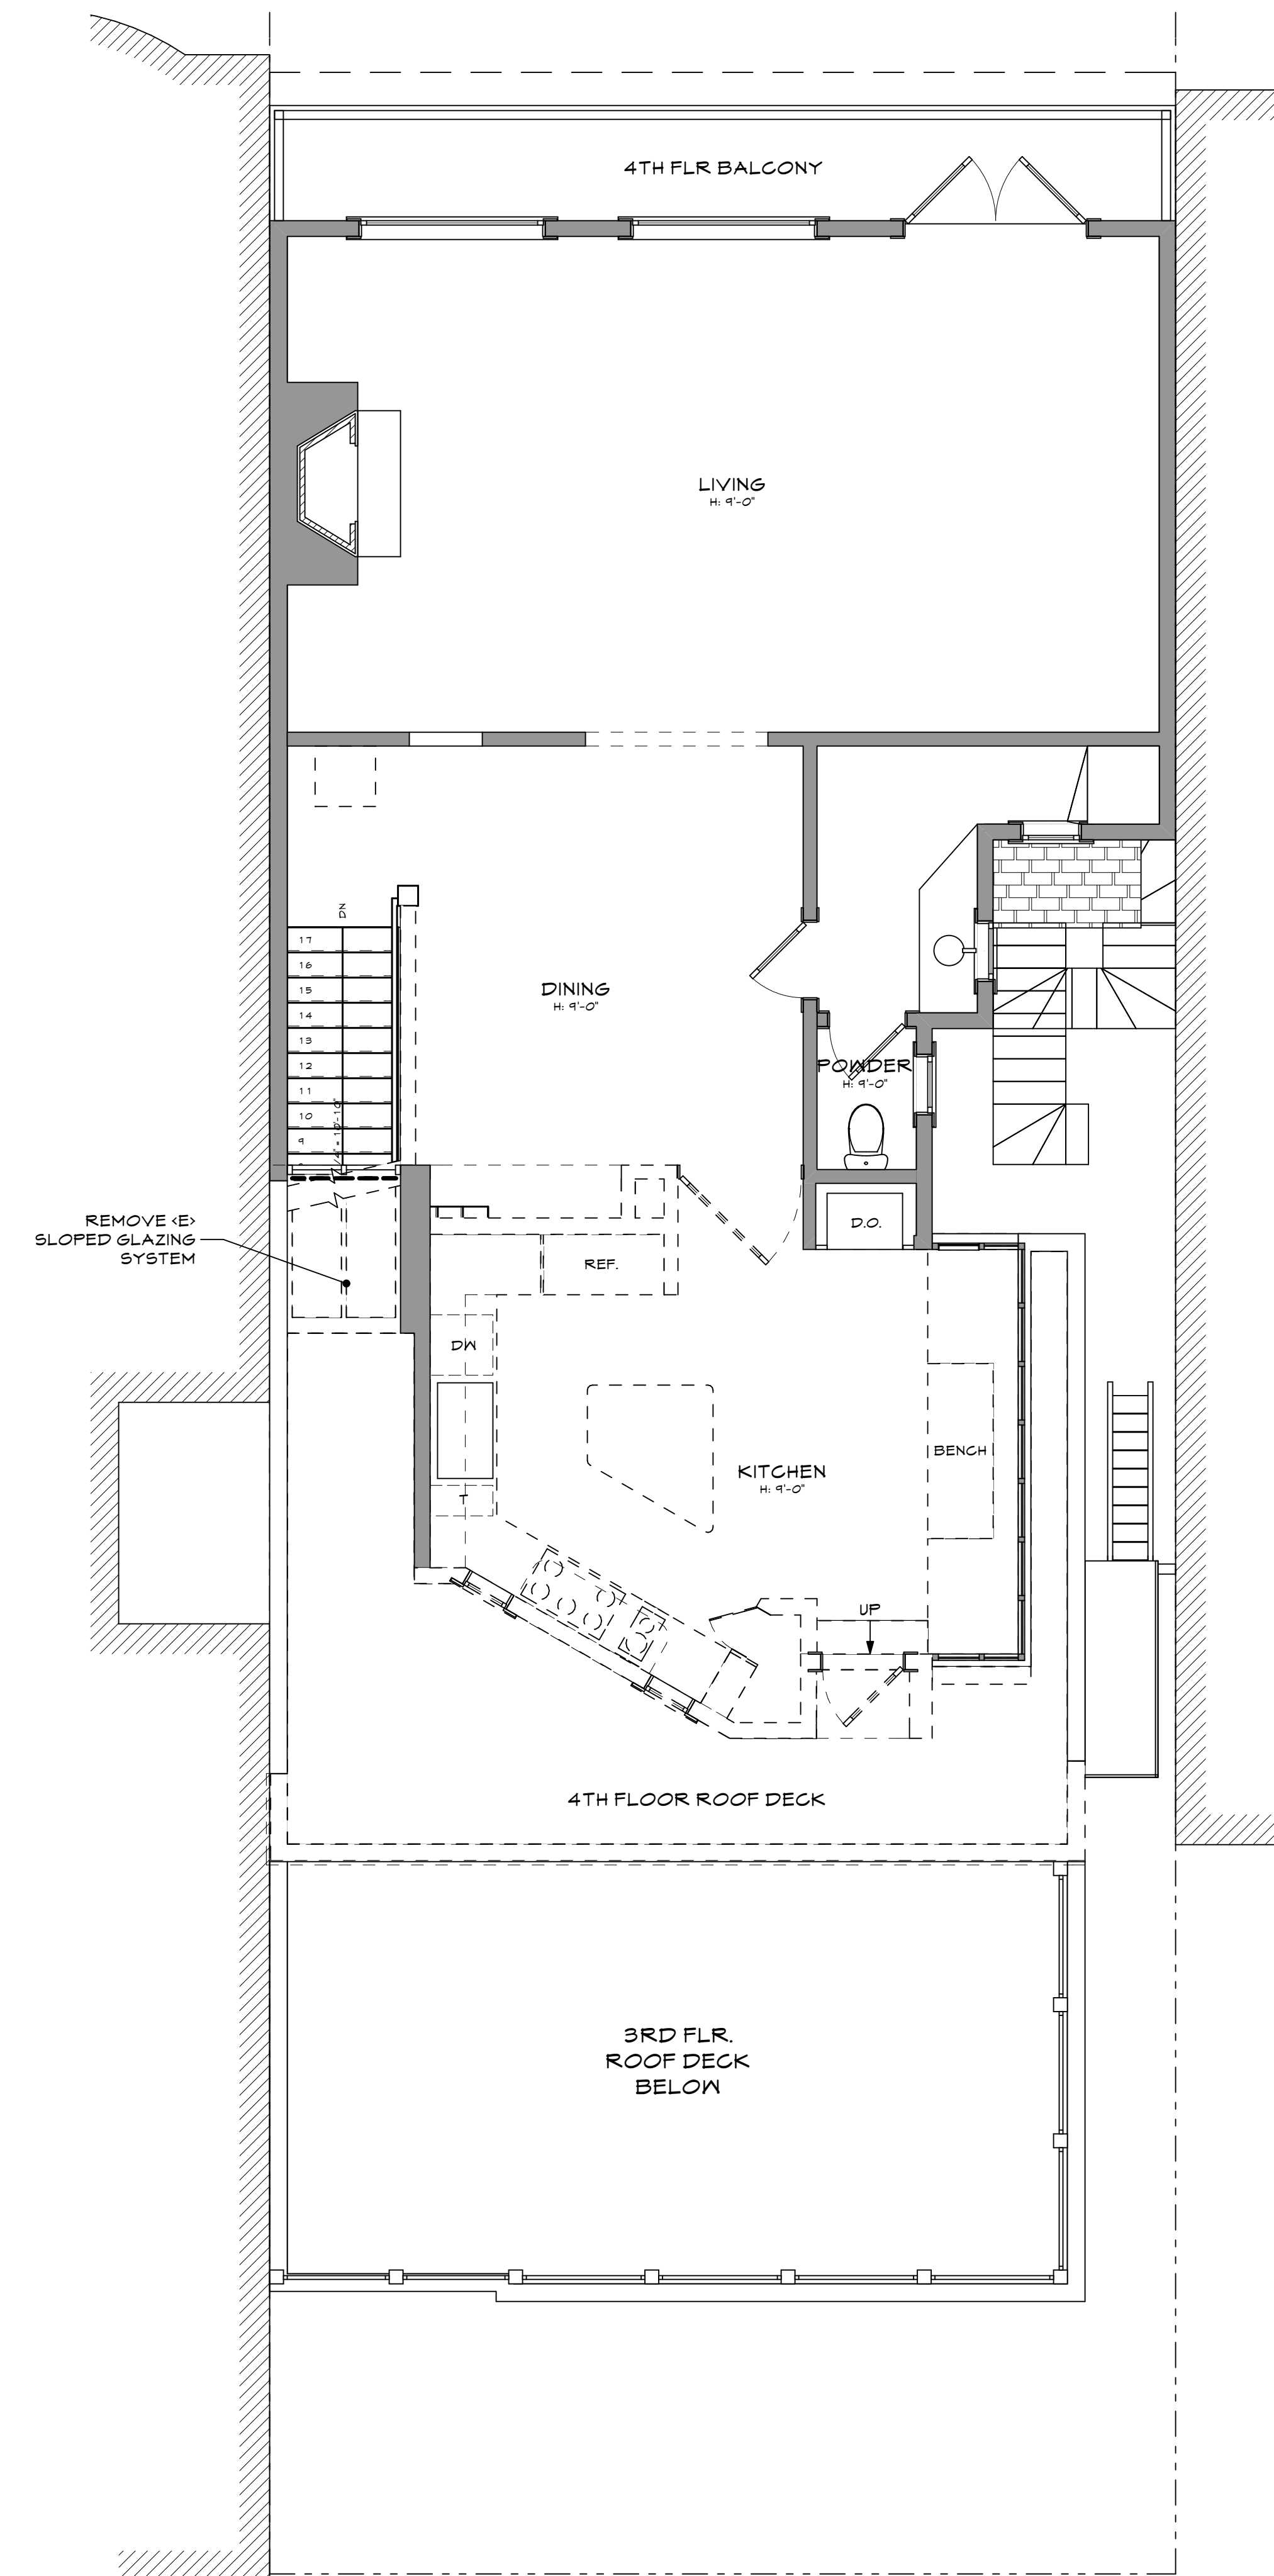 4TH FLR BALCONY
LIVING
H: 9'-0"
DN
17
16
15
14
13
12
11
10
9
DINING
H: 9'-0"
POWDER
H: 9'-0"
D.O.
REMOVE <E>
SLOPED GLAZING
SYSTEM
REF.
DW
BENCH
KITCHEN
H: 9'-0"
T
UP
4TH FLOOR ROOF DECK
3RD FLR.
ROOF DECK
BELOW